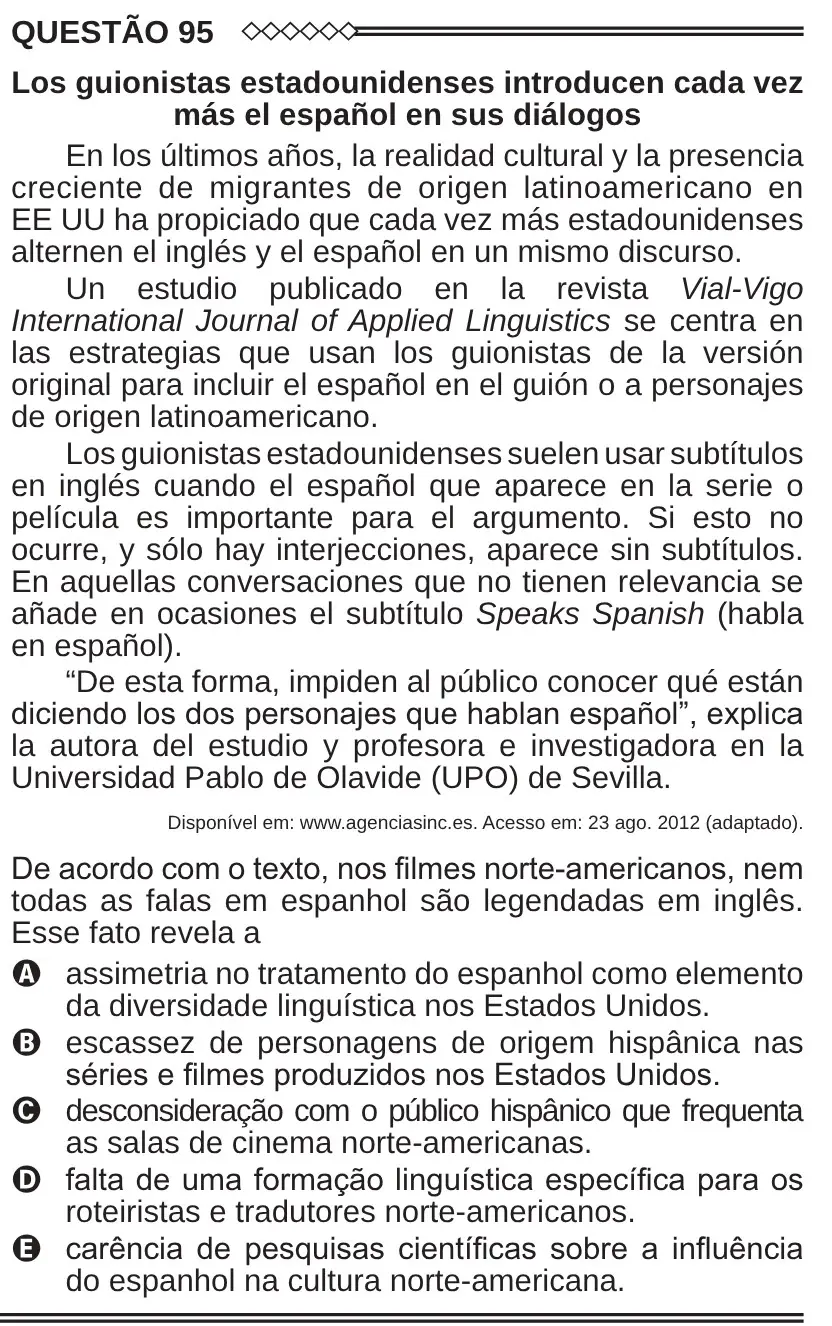 QUESTÃO 95
Los guionistas estadounidenses introducen cada vez
más el español en sus diálogos
En los últimos años, la realidad cultural y la presencia
creciente de migrantes de origen latinoamericano en
EE UU ha propiciado que cada vez más estadounidenses
alternen el inglés y el español en un mismo discurso.
Un estudio publicado en la revista Vial-Vigo
International Journal of Applied Linguistics se centra en
las estrategias que usan los guionistas de la versión
original para incluir el español en el guión o a personajes
de origen latinoamericano.
Los guionistas estadounidenses suelen usar subtítulos
en inglés cuando el español que aparece en la serie o
película es importante para el argumento. Si esto no
ocurre, y sólo hay interjecciones, aparece sin subtítulos.
En aquellas conversaciones que no tienen relevancia se
añade en ocasiones el subtítulo Speaks Spanish (habla
en español).
“De esta forma, impiden al público conocer qué están
diciendo los dos personajes que hablan español”, explica
la autora del estudio y profesora e investigadora en la
Universidad Pablo de Olavide (UPO) de Sevilla.
Disponível em: www.agenciasinc.es. Acesso em: 23 ago. 2012 (adaptado).
De acordo com o texto, nos filmes norte-americanos, nem
todas as falas em espanhol são legendadas em inglês.
Esse fato revela a
A assimetria no tratamento do espanhol como elemento
da diversidade linguística nos Estados Unidos.
B escassez de personagens de origem hispânica nas
séries e filmes produzidos nos Estados Unidos.
C desconsideração com o público hispânico que frequenta
as salas de cinema norte-americanas.
D falta de uma formação linguística específica para os
roteiristas e tradutores norte-americanos.
E carência de pesquisas científicas sobre a influência
do espanhol na cultura norte-americana.